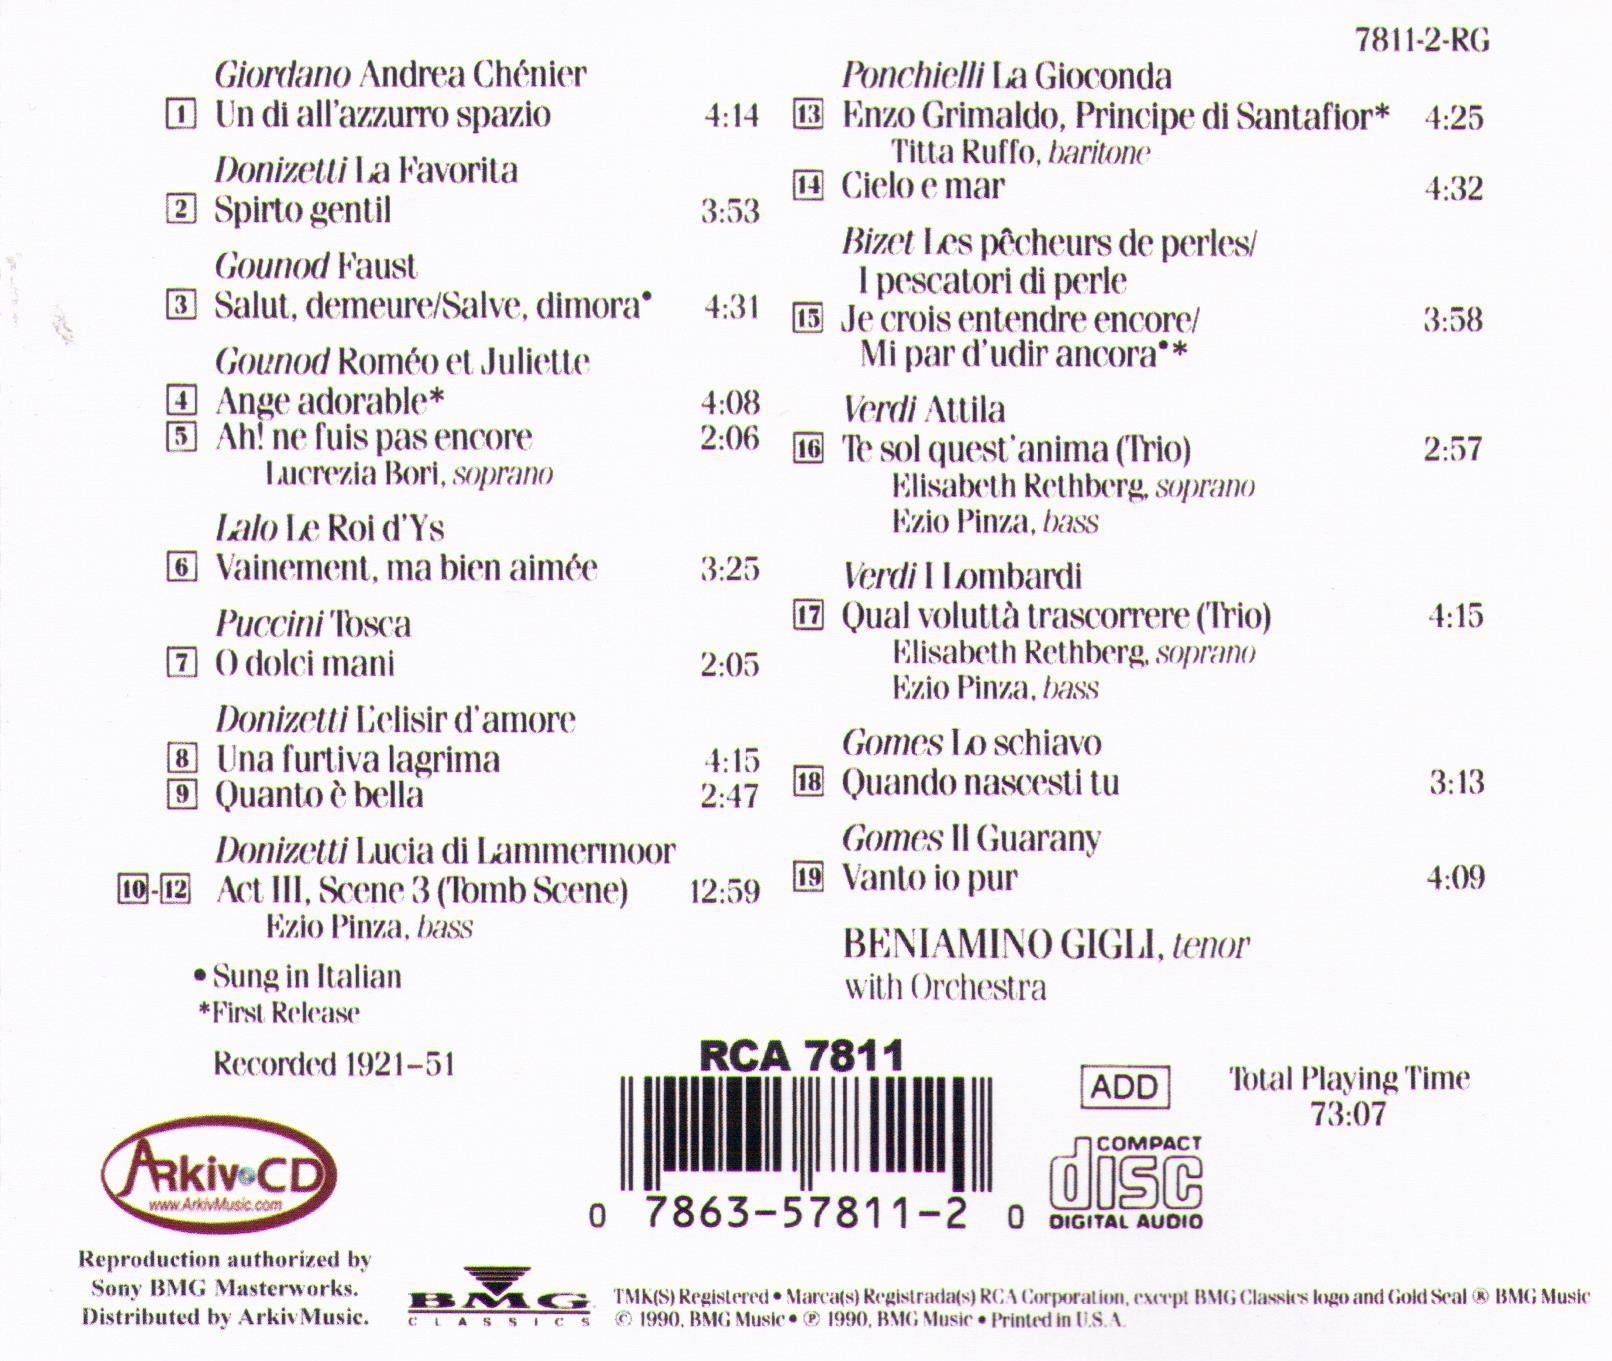 7811-2-RG
Giordano Andrea Chénier
1 Un di all'azzurro spazio 4:14
Donizetti La Favorita
2 Spirto gentil 3:53
Gounod Faust
3 Salut, demeure/Salve, dimora• 4:31
Gounod Roméo et Juliette
4 Ange adorable* 4:08
5 Ah! ne fuis pas encore 2:06
Lucrezia Bori, soprano
Lalo Le Roi d'Ys
6 Vainement, ma bien aimée 3:25
Puccini Tosca
7 O dolci mani 2:05
Donizetti L'elisir d'amore
8 Una furtiva lagrima 4:15
9 Quanto è bella 2:47
Donizetti Lucia di Lammermoor
10-12 Act III, Scene 3 (Tomb Scene) 12:59
Ezio Pinza, bass
• Sung in Italian
*First Release
Recorded 1921–51
Ponchielli La Gioconda
13 Enzo Grimaldo, Principe di Santafior* 4:25
Titta Ruffo, baritone
14 Cielo e mar 4:32
Bizet Les pêcheurs de perles/
I pescatori di perle
15 Je crois entendre encore/ 3:58
Mi par d'udir ancora•*
Verdi Attila
16 Te sol quest'anima (Trio) 2:57
Elisabeth Rethberg, soprano
Ezio Pinza, bass
Verdi I Lombardi
17 Qual voluttà trascorrere (Trio) 4:15
Elisabeth Rethberg, soprano
Ezio Pinza, bass
Gomes Lo schiavo
18 Quando nascesti tu 3:13
Gomes Il Guarany
19 Vanto io pur 4:09
BENIAMINO GIGLI, tenor
with Orchestra
RCA 7811
0 7863-57811-2 0
ADD
COMPACT
disc
DIGITAL AUDIO
Total Playing Time
73:07
ArkivCD
www.ArkivMusic.com
Reproduction authorized by
Sony BMG Masterworks.
Distributed by ArkivMusic.
BMG
CLASSICS
TMK(S) Registered • Marca(s) Registrada(s) RCA Corporation, except BMG Classics logo and Gold Seal ® BMG Music
© 1990, BMG Music • ℗ 1990, BMG Music • Printed in U.S.A.